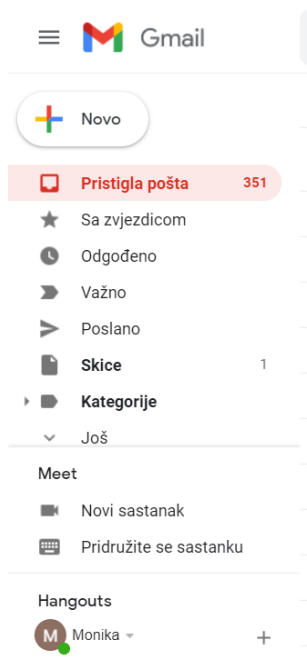 Gmail
Novo
Pristigla pošta 351
Sa zvjezdicom
Odgođeno
Važno
Poslano
Skice 1
Kategorije
Još
Meet
Novi sastanak
Pridružite se sastanku
Hangouts
M Monika